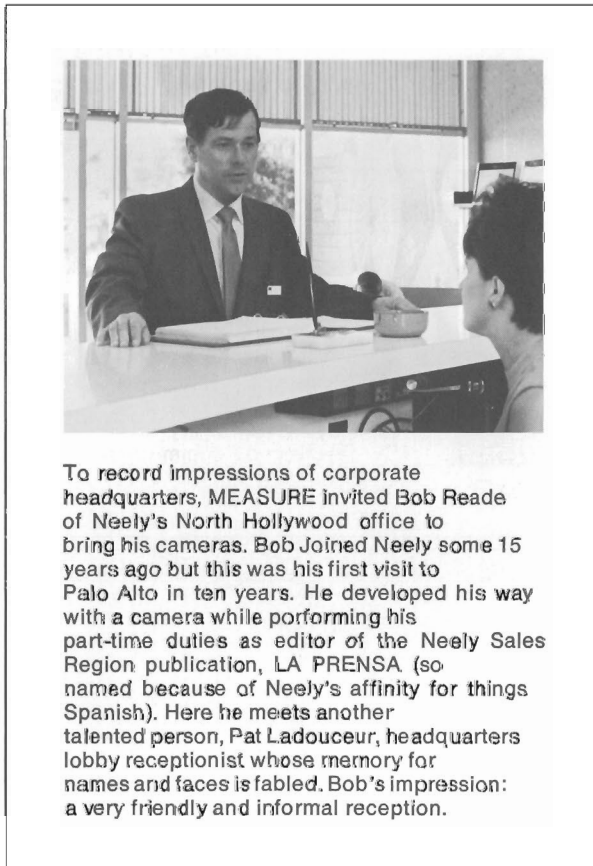 To record impressions of corporate
headquarters, MEASURE invited Bob Reade
of Neely's North Hollywood office to
bring his cameras. Bob Joined Neely some 15
years ago but this was his first visit to
Palo Alto in ten years. He developed his way
with a camera while porforming his
part-time duties as editor of the Neely Sales
Region publication, LA PRENSA (so
named because of Neely's affinity for things
Spanish). Here he meets another
talented person, Pat Ladouceur, headquarters
lobby receptionist whose memory for
names and faces is fabled. Bob's impression:
a very friendly and informal reception.